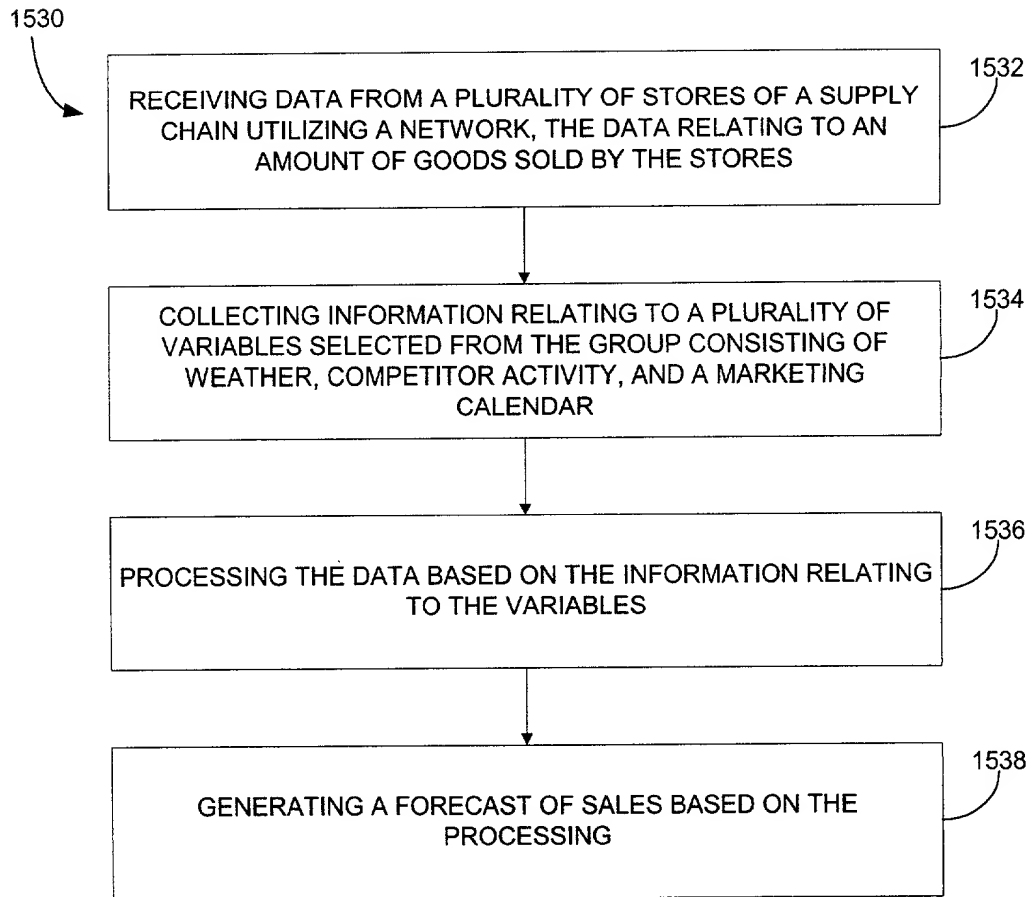 1530
1532
RECEIVING DATA FROM A PLURALITY OF STORES OF A SUPPLY
CHAIN UTILIZING A NETWORK, THE DATA RELATING TO AN
AMOUNT OF GOODS SOLD BY THE STORES
1534
COLLECTING INFORMATION RELATING TO A PLURALITY OF
VARIABLES SELECTED FROM THE GROUP CONSISTING OF
WEATHER, COMPETITOR ACTIVITY, AND A MARKETING
CALENDAR
1536
PROCESSING THE DATA BASED ON THE INFORMATION RELATING
TO THE VARIABLES
1538
GENERATING A FORECAST OF SALES BASED ON THE
PROCESSING